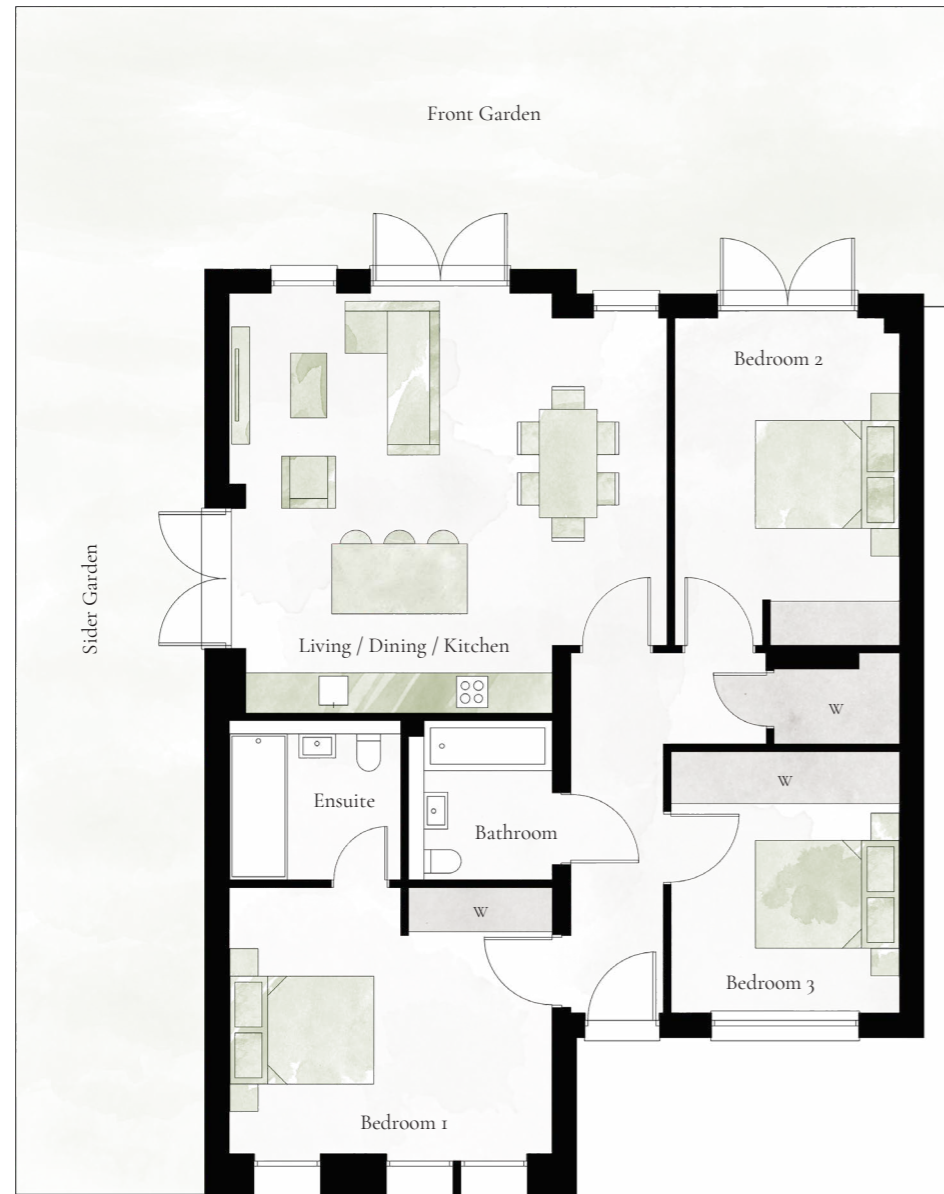 Front Garden
Bedroom 2
Sider Garden
Living / Dining / Kitchen
W
W
Ensuite
Bathroom
W
Bedroom 3
Bedroom 1